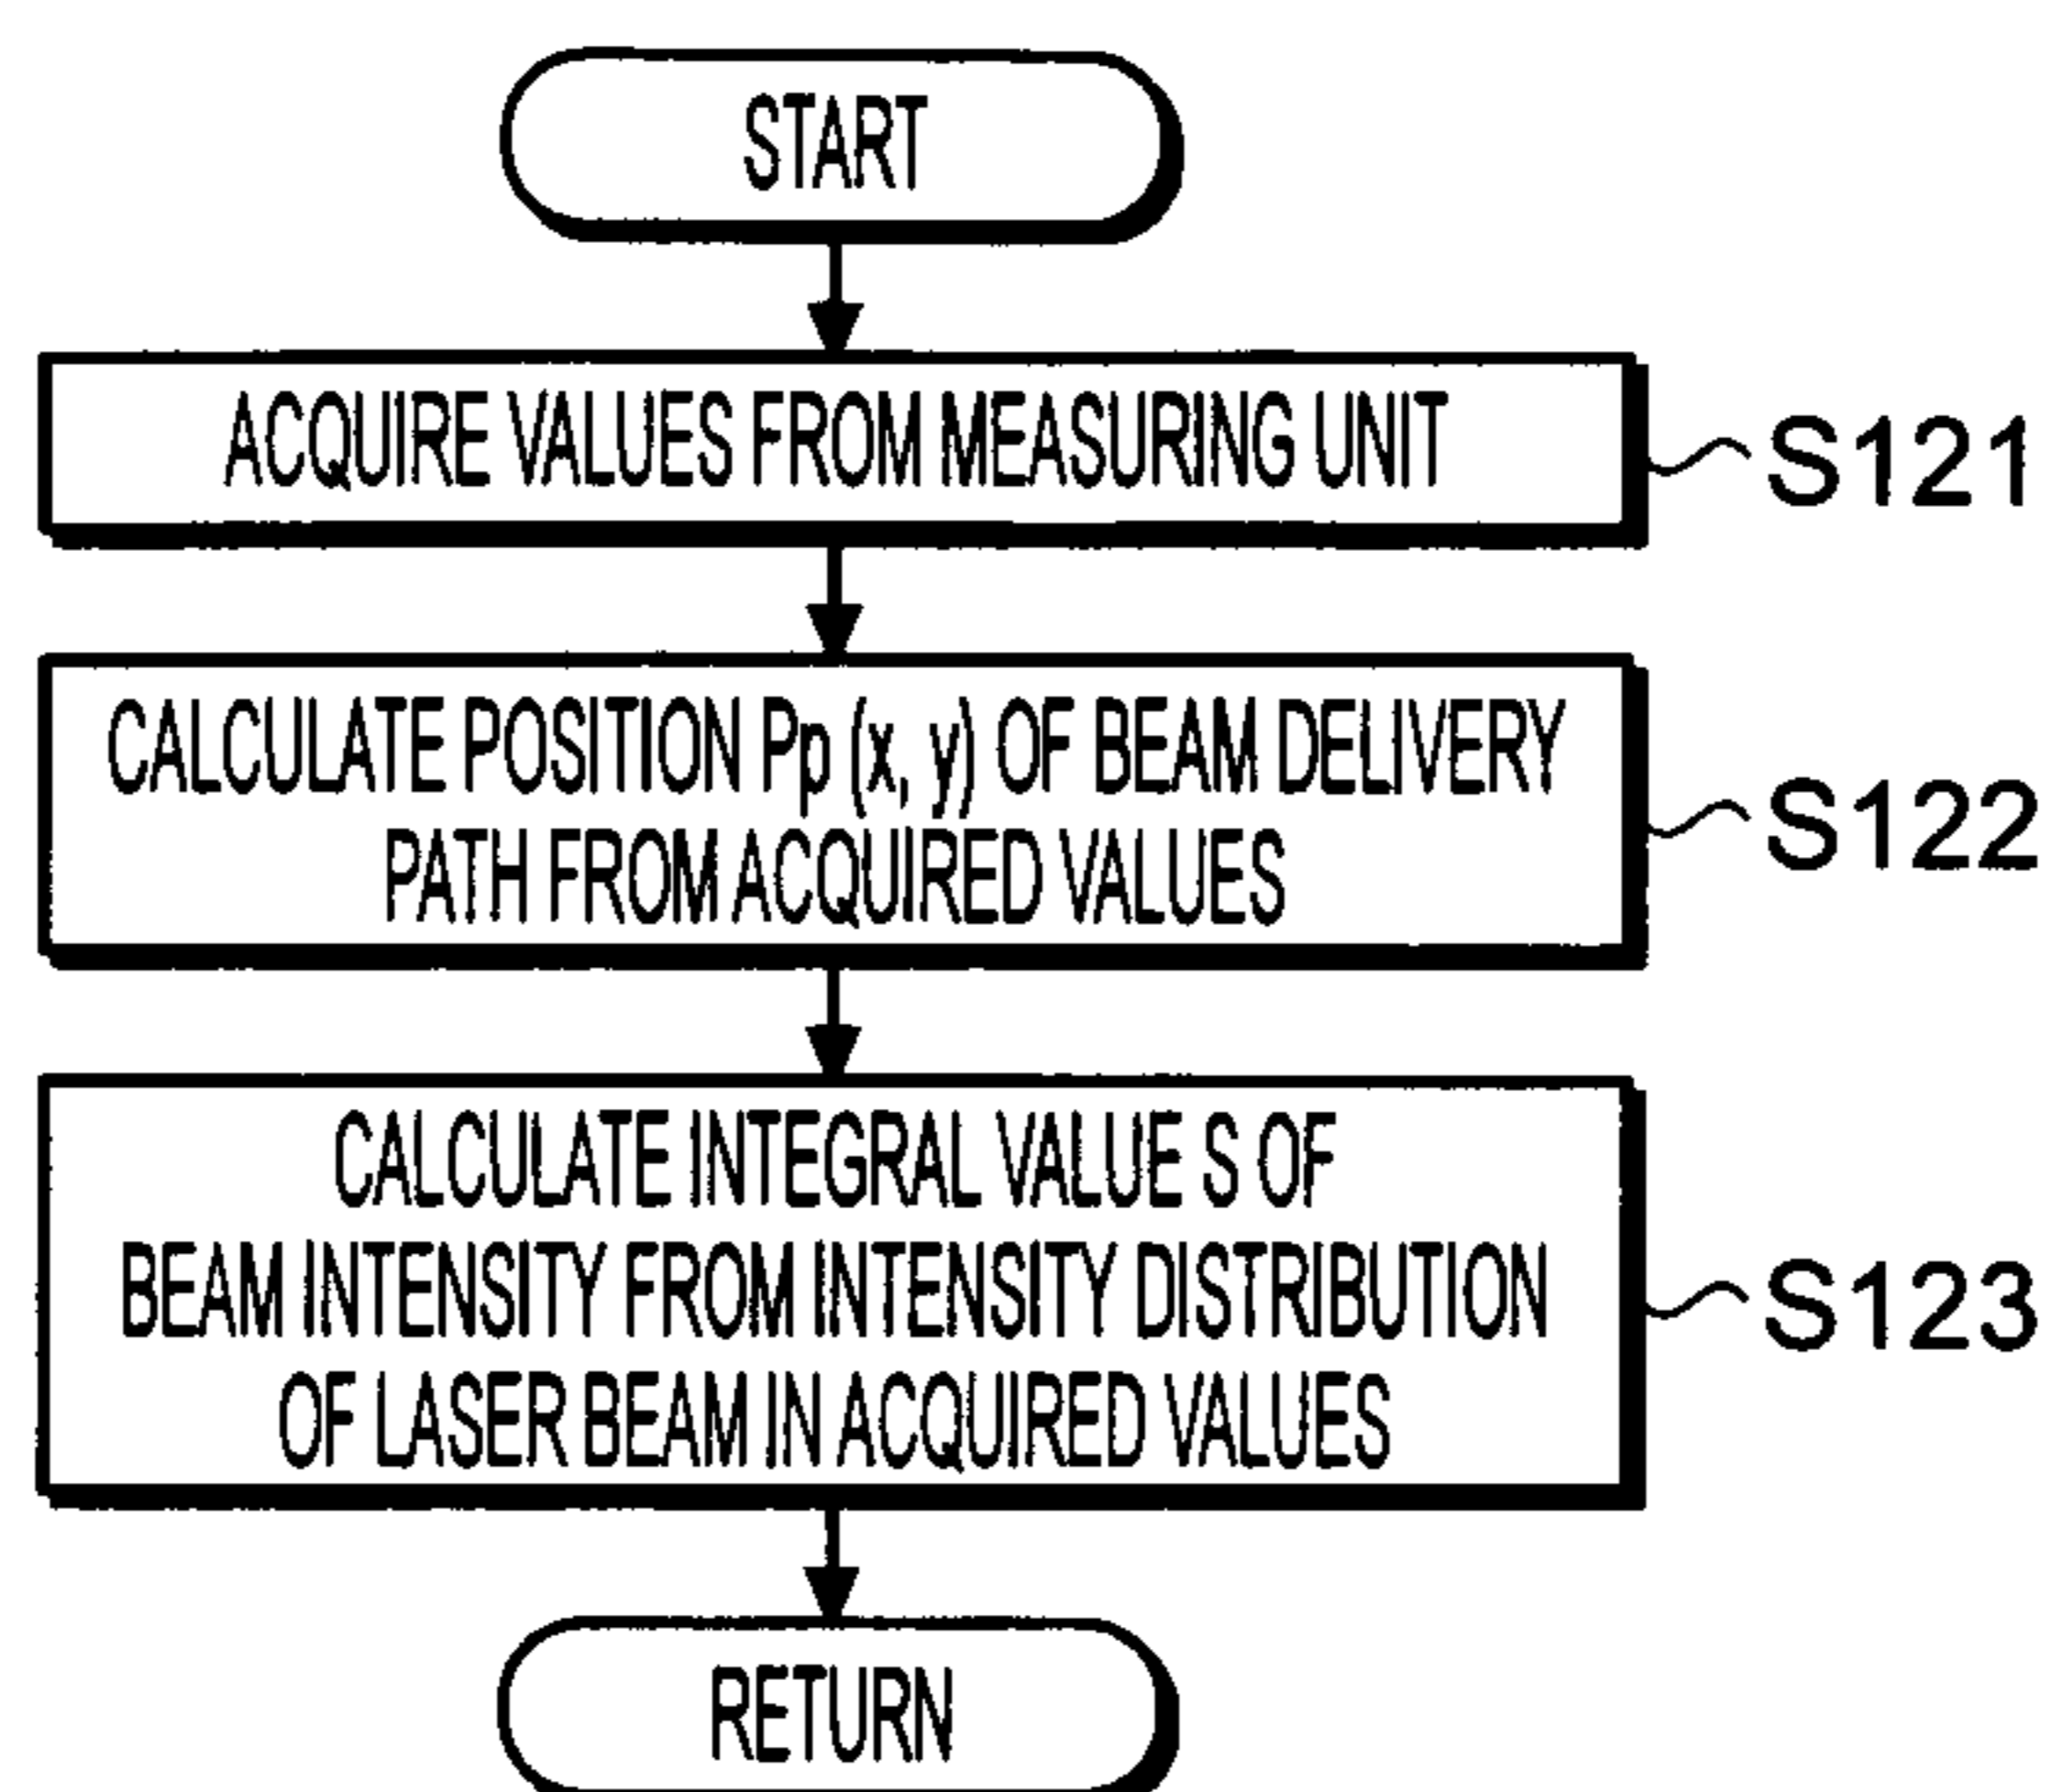 START
ACQUIRE VALUES FROM MEASURING UNIT
S121
CALCULATE POSITION Pp (x, y) OF BEAM DELIVERY
PATH FROM ACQUIRED VALUES
S122
CALCULATE INTEGRAL VALUE S OF
BEAM INTENSITY FROM INTENSITY DISTRIBUTION
OF LASER BEAM IN ACQUIRED VALUES
S123
RETURN